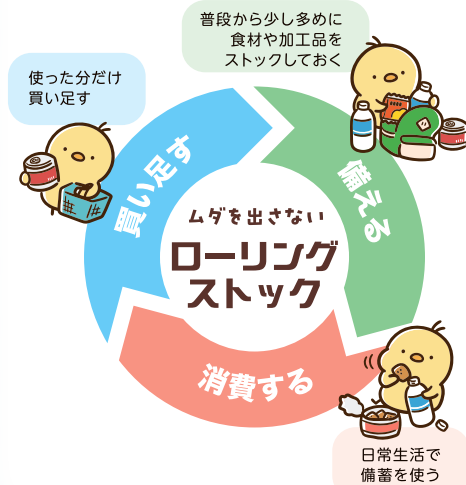 普段から少し多めに
食材や加工品を
ストックしておく
使った分だけ
買い足す
買い足す
備える
ムダを出さない
ローリング
ストック
消費する
日常生活で
備蓄を使う